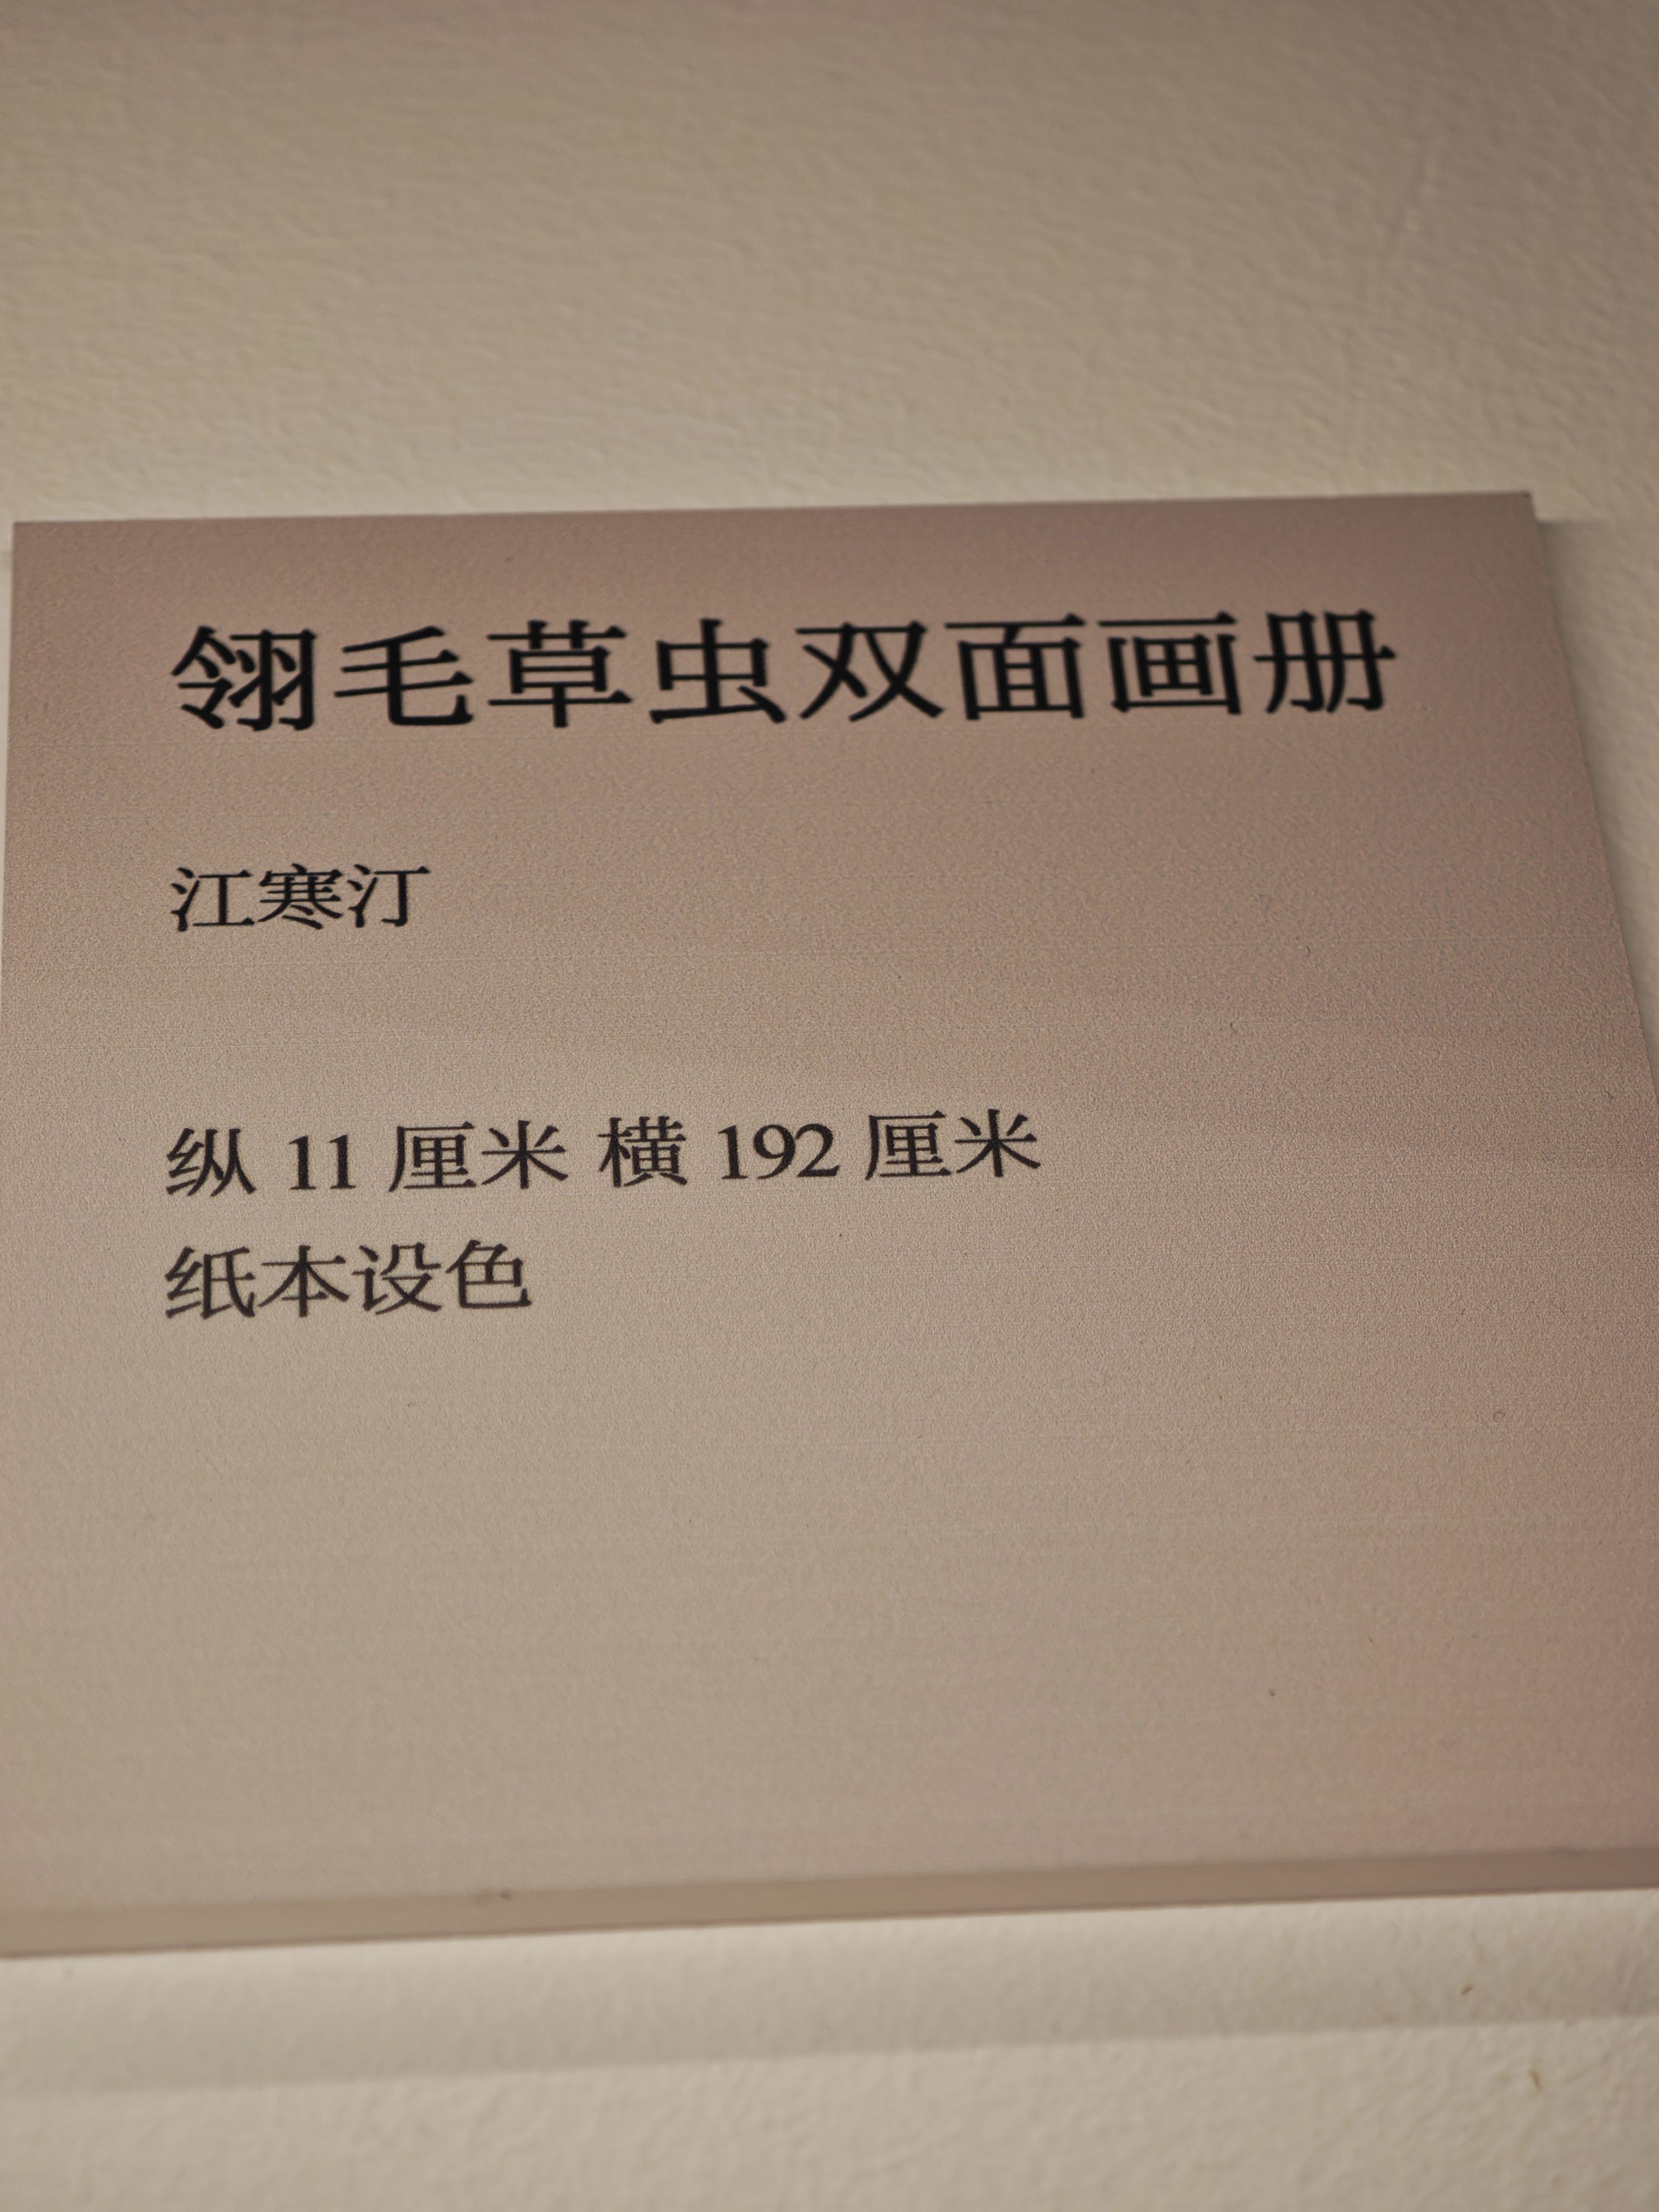 翎毛草虫双面画册
江寒汀
纵 11 厘米 横 192 厘米
纸本设色